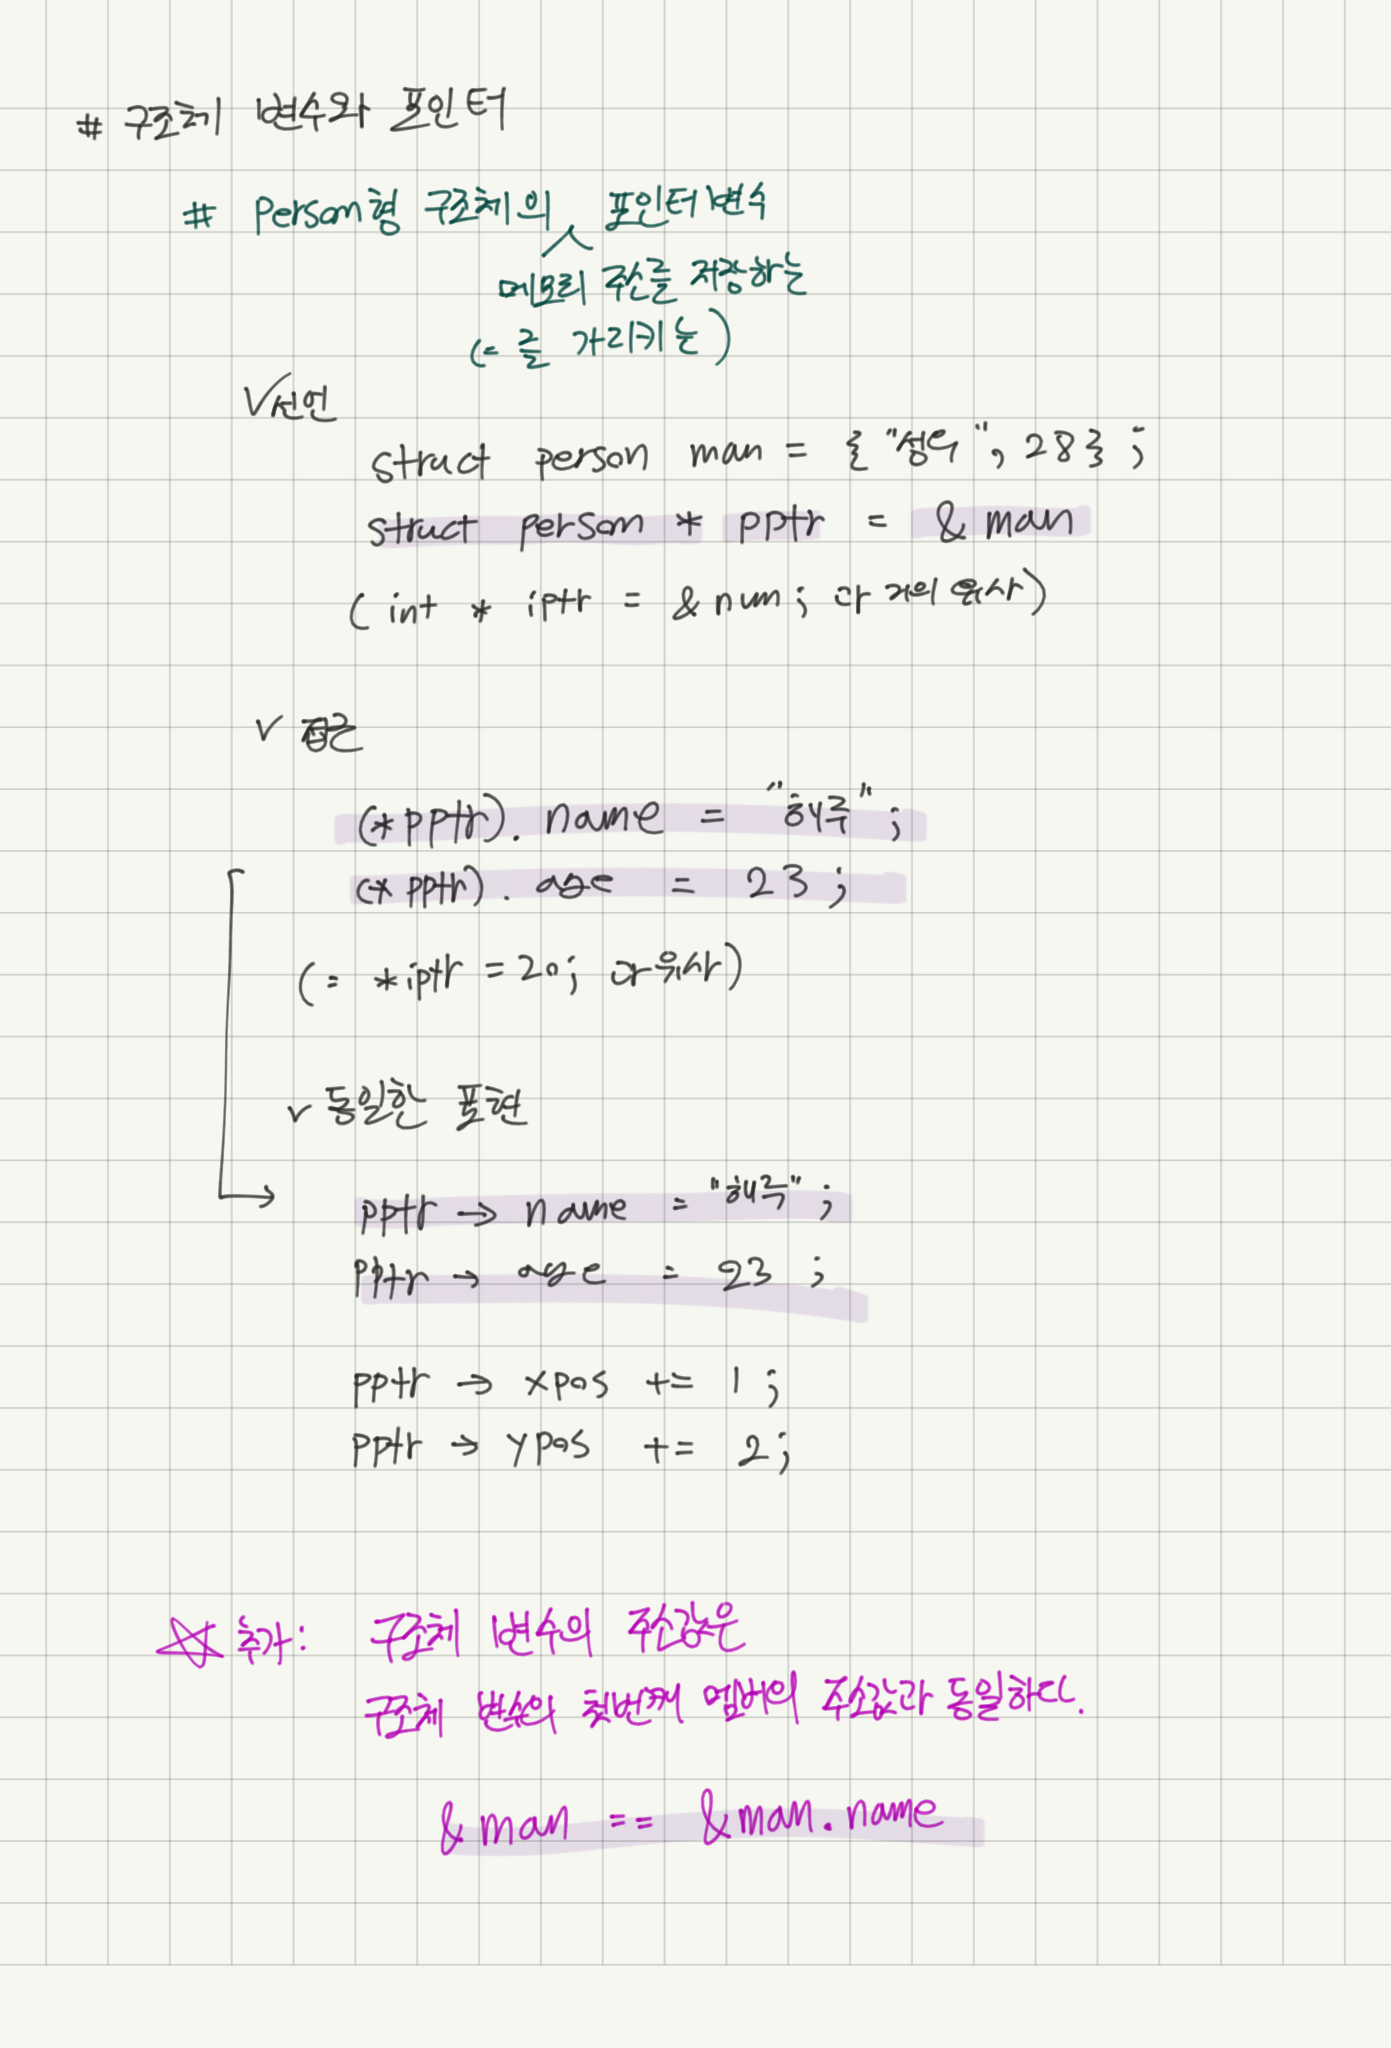 # 구조체 변수와 포인터
# Person형 구조체의 포인터변수
메모리 주소를 저장하는
(= 를 가리키는)
√선언
struct person man = { "성우", 28 } ;
struct person * pptr = & man
( int * iptr = & num ; 과 거의 유사)
√ 접근
(*pptr). name = "해주" ;
(* pptr) . age = 23 ;
(= *iptr = 20; 과 유사)
√ 동일한 표현
pptr → name = "해주" ;
pptr → age = 23 ;
pptr → xpos += 1 ;
pptr → ypos += 2;
☆ 추가: 구조체 변수의 주소값은
구조체 변수의 첫번째 멤버의 주소값과 동일하다.
& man == &man.name